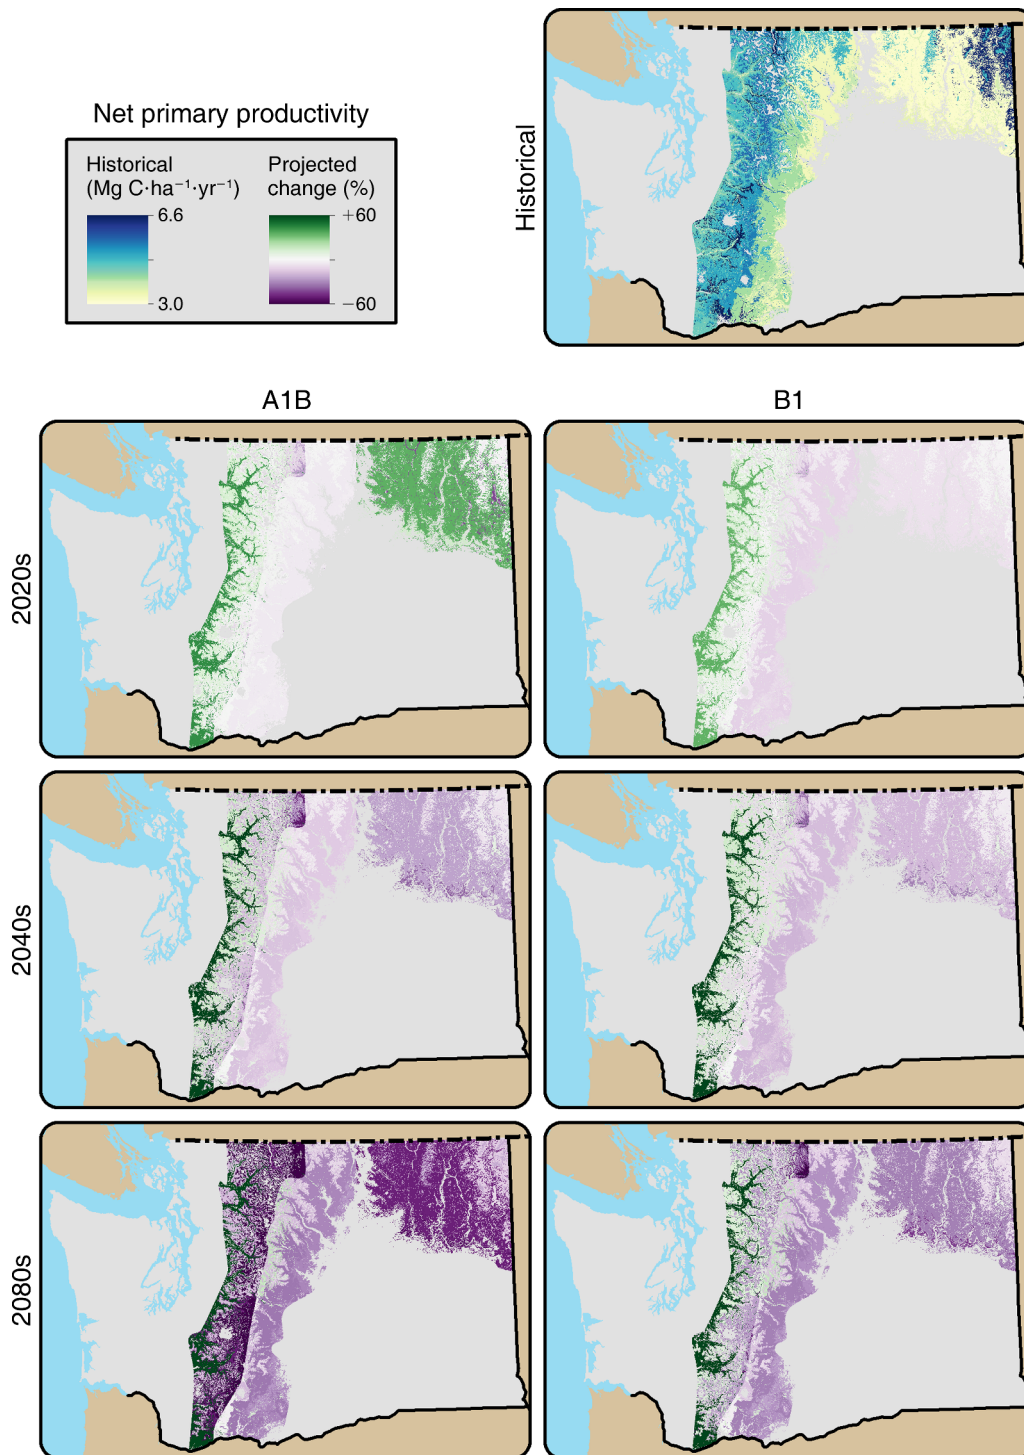 Net primary productivity
Historical
(Mg C·ha⁻¹·yr⁻¹)
6.6
3.0
Projected
change (%)
+60
−60
Historical
A1B
B1
2020s
2040s
2080s